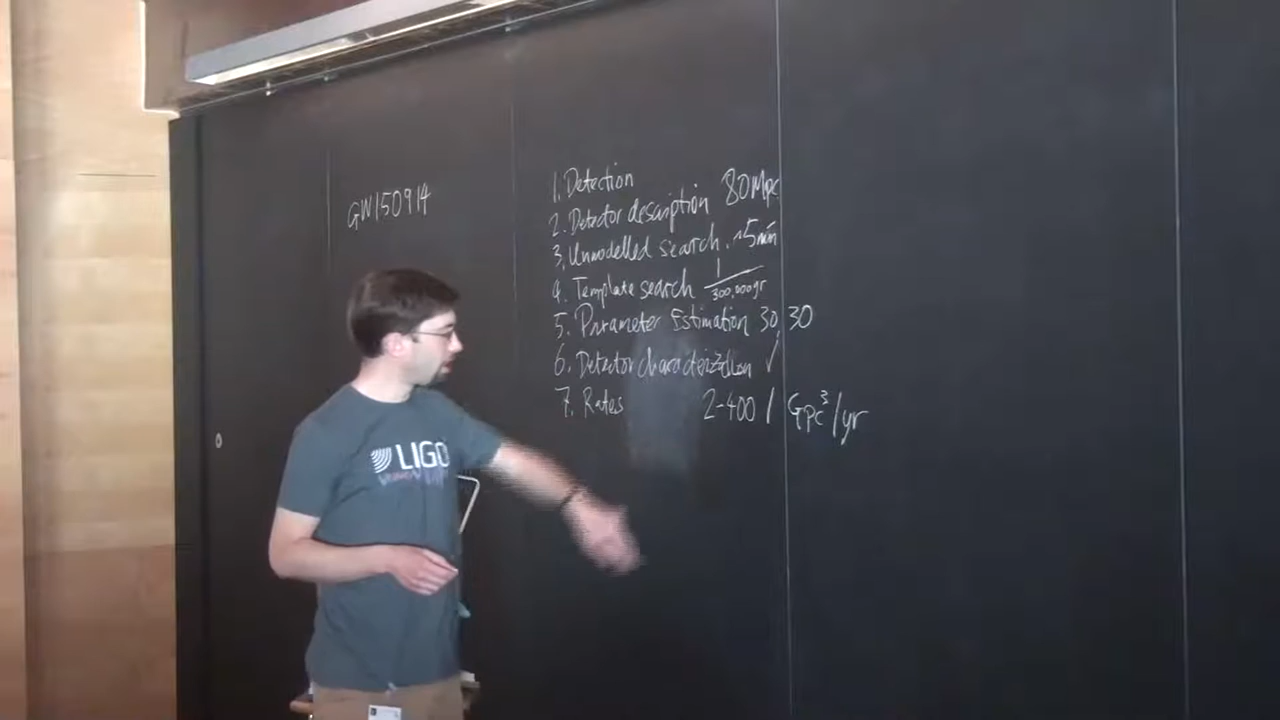 GW150914
1. Detection 80Mpc
2. Detector description
3. Unmodelled search. ~5min
4. Template search 1/300,000yr
5. Parameter Estimation 30,30
6. Detector characterization ✓
7. Rates 2-400 / Gpc³/yr
LIGO